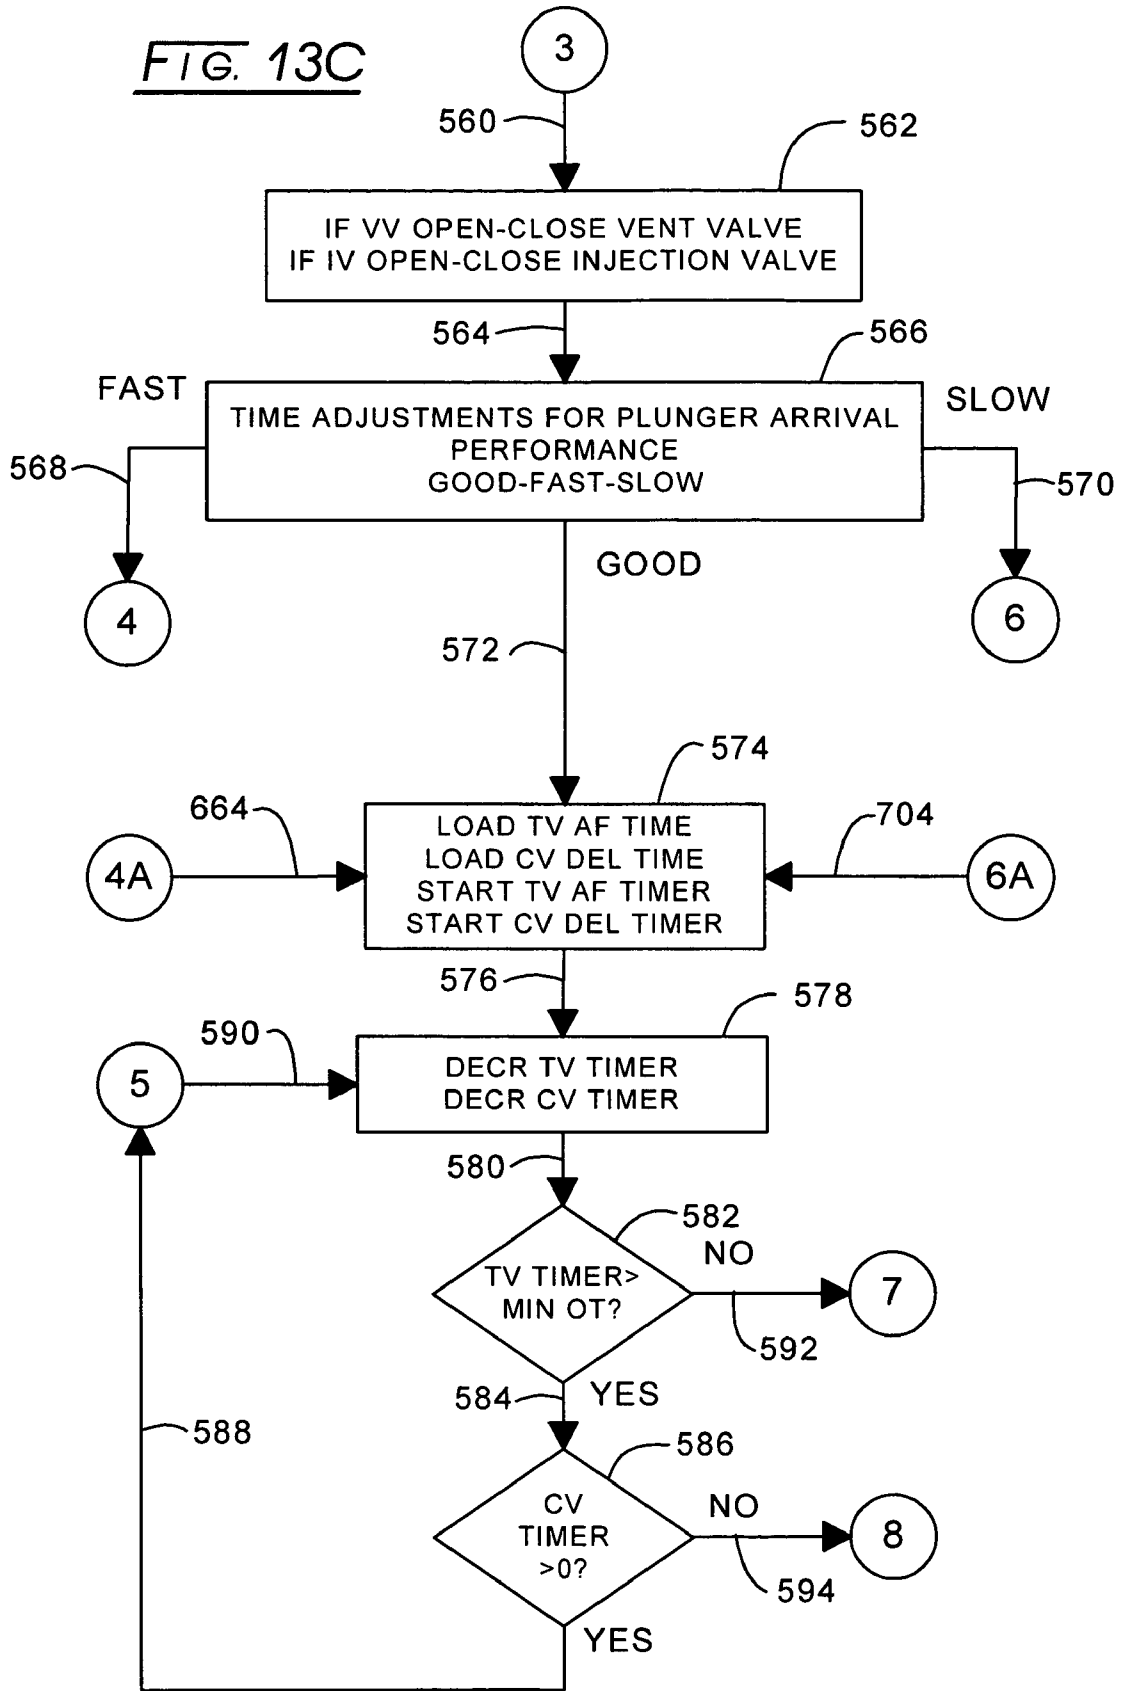 FIG. 13C
3
560
562
IF VV OPEN-CLOSE VENT VALVE
IF IV OPEN-CLOSE INJECTION VALVE
564
566
FAST
SLOW
TIME ADJUSTMENTS FOR PLUNGER ARRIVAL
PERFORMANCE
GOOD-FAST-SLOW
568
570
GOOD
4
6
572
574
664
704
4A
LOAD TV AF TIME
LOAD CV DEL TIME
START TV AF TIMER
START CV DEL TIMER
6A
576
578
590
5
DECR TV TIMER
DECR CV TIMER
580
582
NO
TV TIMER>
MIN OT?
7
592
584
YES
588
586
NO
CV
TIMER
>0?
8
594
YES